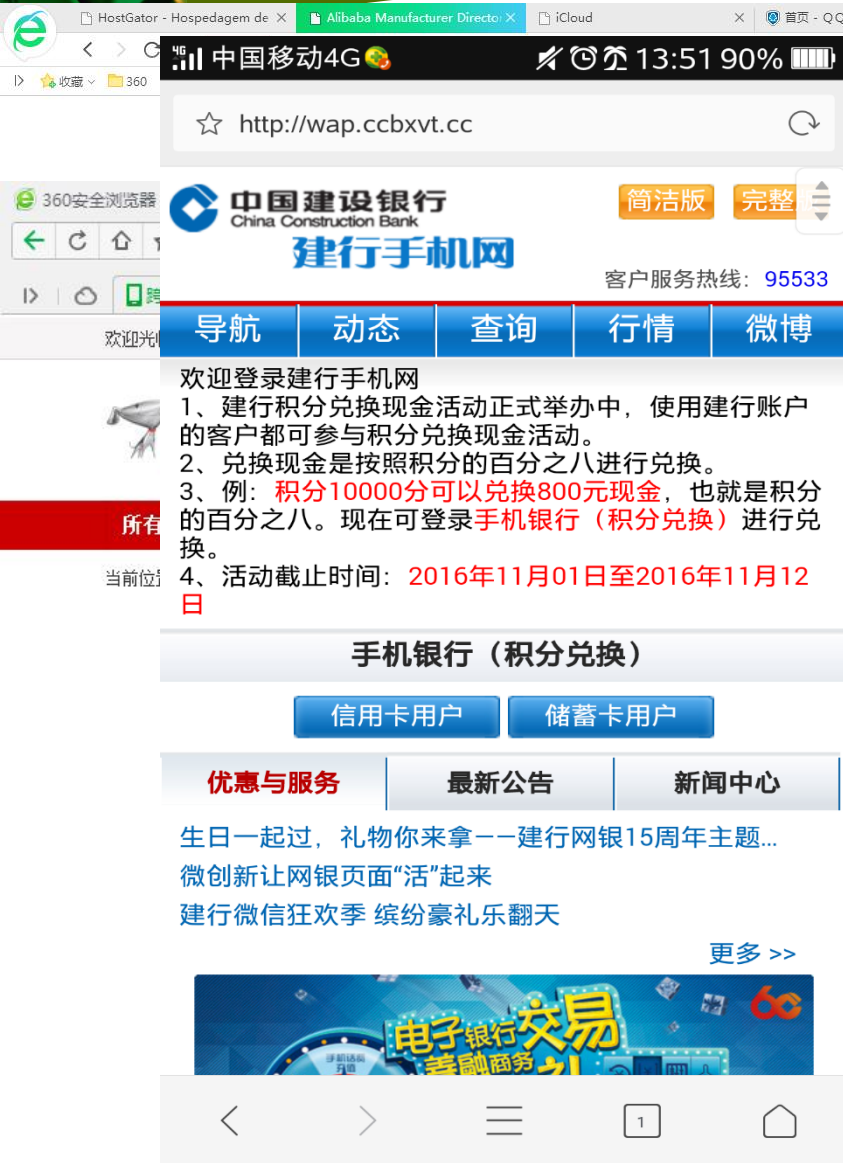 HostGator - Hospedagem de
Alibaba Manufacturer Director
iCloud
首页 - QQ
收藏
360
4G 中国移动4G 13:51 90%
http://wap.ccbxvt.cc
360安全浏览器
中国建设银行
China Construction Bank
建行手机网
简洁版 完整
客户服务热线：95533
跨
导航 动态 查询 行情 微博
欢迎光
欢迎登录建行手机网
1、建行积分兑换现金活动正式举办中，使用建行账户
的客户都可参与积分兑换现金活动。
2、兑换现金是按照积分的百分之八进行兑换。
3、例：积分10000分可以兑换800元现金，也就是积分
的百分之八。现在可登录手机银行（积分兑换）进行兑
换。
4、活动截止时间：2016年11月01日至2016年11月12
日
所有
当前位
手机银行（积分兑换）
信用卡用户 储蓄卡用户
优惠与服务 最新公告 新闻中心
生日一起过，礼物你来拿——建行网银15周年主题...
微创新让网银页面“活”起来
建行微信狂欢季 缤纷豪礼乐翻天
更多 >>
电子银行交易
善融商务
手机话费
充值
60
1